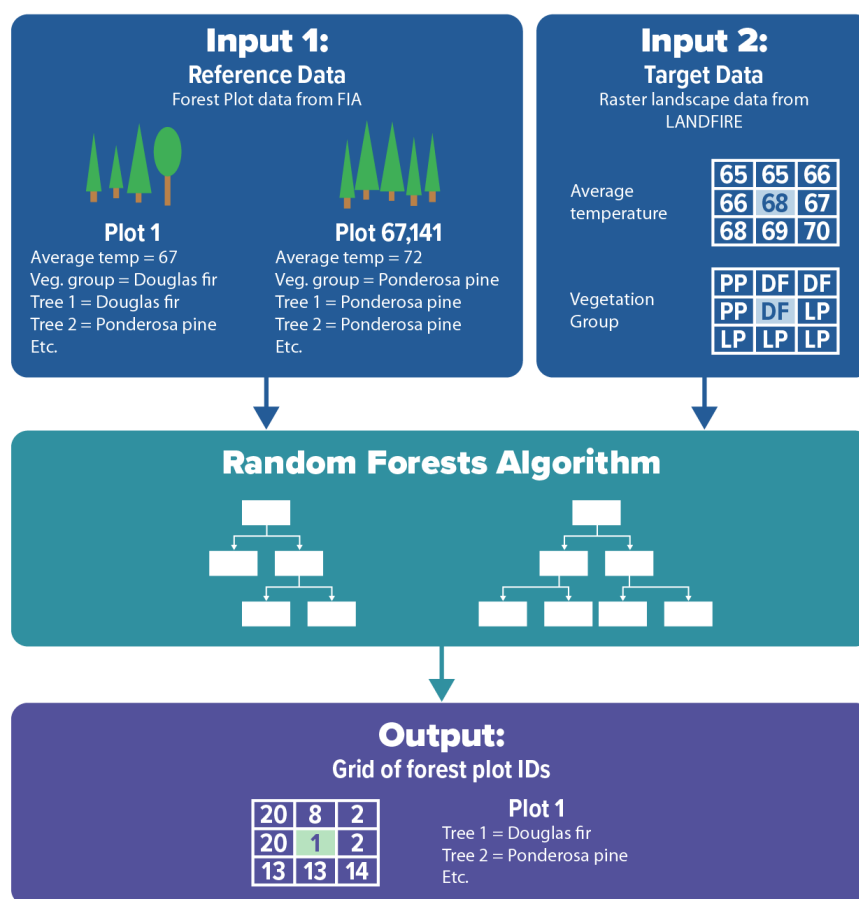 Input 1:
Reference Data
Forest Plot data from FIA
Plot 1
Average temp = 67
Veg. group = Douglas fir
Tree 1 = Douglas fir
Tree 2 = Ponderosa pine
Etc.
Plot 67,141
Average temp = 72
Veg. group = Ponderosa pine
Tree 1 = Ponderosa pine
Tree 2 = Ponderosa pine
Etc.
Input 2:
Target Data
Raster landscape data from
LANDFIRE
Average
temperature
65 65 66
66 68 67
68 69 70
Vegetation
Group
PP DF DF
PP DF LP
LP LP LP
Random Forests Algorithm
Output:
Grid of forest plot IDs
20 8 2
20 1 2
13 13 14
Plot 1
Tree 1 = Douglas fir
Tree 2 = Ponderosa pine
Etc.